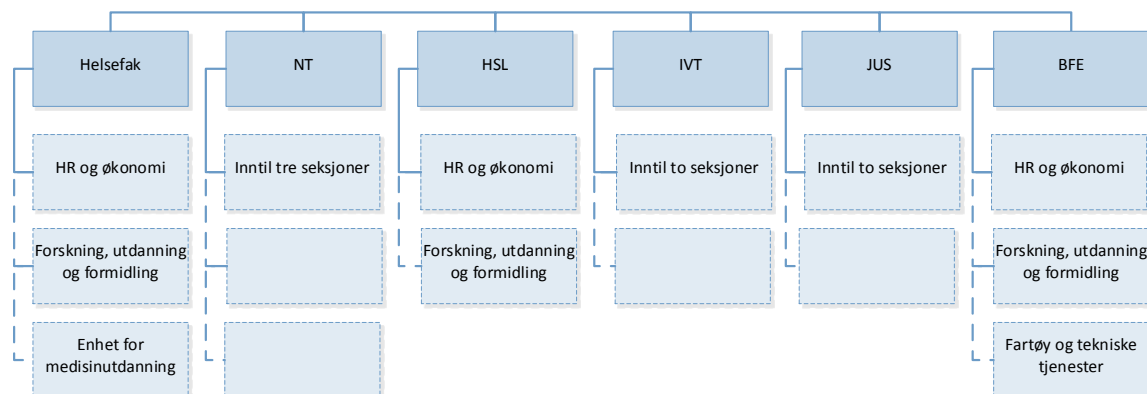 Helsefak
NT
HSL
IVT
JUS
BFE
HR og økonomi
Inntil tre seksjoner
HR og økonomi
Inntil to seksjoner
Inntil to seksjoner
HR og økonomi
Forskning, utdanning
og formidling
Forskning, utdanning
og formidling
Forskning, utdanning
og formidling
Enhet for
medisinutdanning
Fartøy og tekniske
tjenester